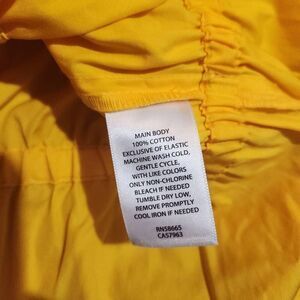 MAIN BODY
100% COTTON
EXCLUSIVE OF ELASTIC
MACHINE WASH COLD,
GENTLE CYCLE,
WITH LIKE COLORS
ONLY NON-CHLORINE
BLEACH IF NEEDED
TUMBLE DRY LOW,
REMOVE PROMPTLY
COOL IRON IF NEEDED
RN58665
CA57963